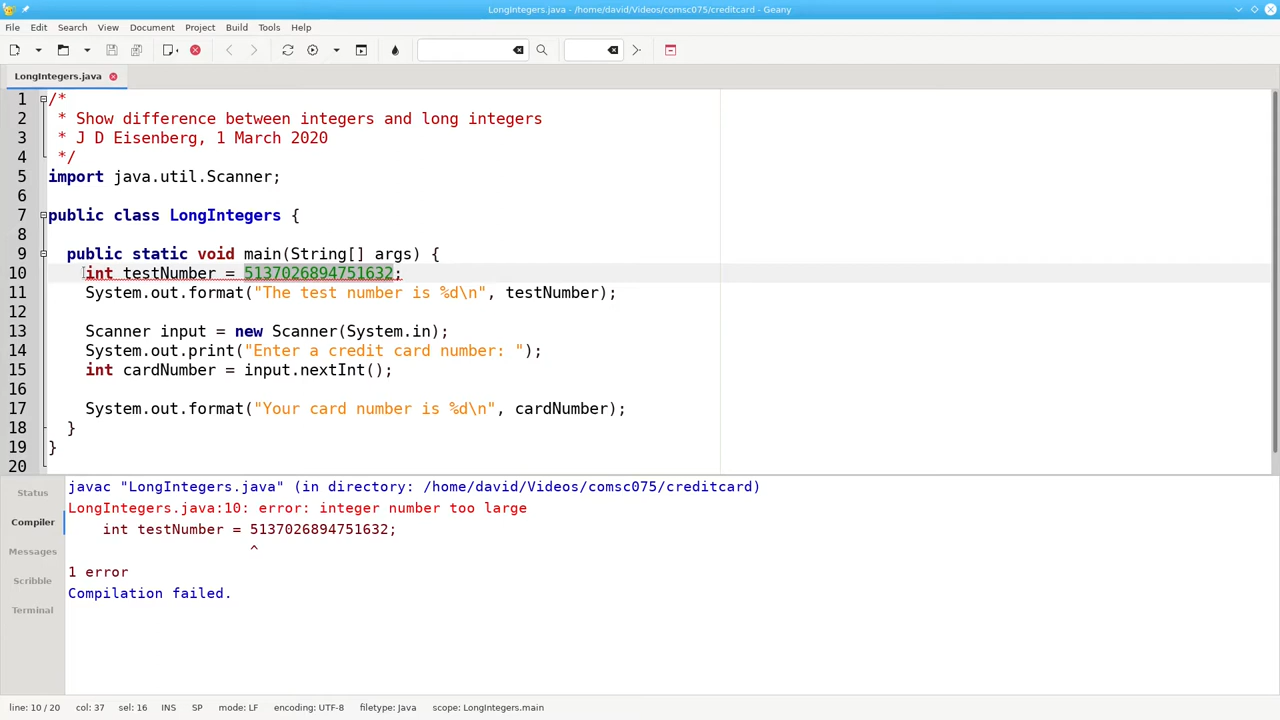 LongIntegers.java - /home/david/Videos/comsc075/creditcard - Geany
File Edit Search View Document Project Build Tools Help
LongIntegers.java
1 /*
2 * Show difference between integers and long integers
3 * J D Eisenberg, 1 March 2020
4 */
5 import java.util.Scanner;
6
7 public class LongIntegers {
8
9 public static void main(String[] args) {
10 int testNumber = 5137026894751632;
11 System.out.format("The test number is %d\n", testNumber);
12
13 Scanner input = new Scanner(System.in);
14 System.out.print("Enter a credit card number: ");
15 int cardNumber = input.nextInt();
16
17 System.out.format("Your card number is %d\n", cardNumber);
18 }
19 }
20
Status
Compiler
Messages
Scribble
Terminal
javac "LongIntegers.java" (in directory: /home/david/Videos/comsc075/creditcard)
LongIntegers.java:10: error: integer number too large
int testNumber = 5137026894751632;
^
1 error
Compilation failed.
line: 10 / 20 col: 37 sel: 16 INS SP mode: LF encoding: UTF-8 filetype: Java scope: LongIntegers.main